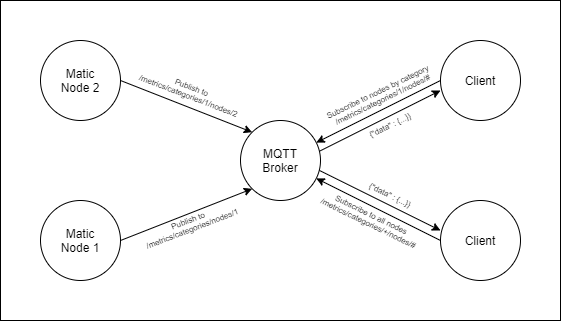 Matic
Node 2
Publish to
/metrics/categories/1/nodes/2
Subscribe to nodes by category
/metrics/categories/1/nodes/#
{"data" : {...}}
Client
MQTT
Broker
Matic
Node 1
Publish to
/metrics/categories/nodes/1
{"data" : {...}}
Subscribe to all nodes
/metrics/categories/+/nodes/#
Client